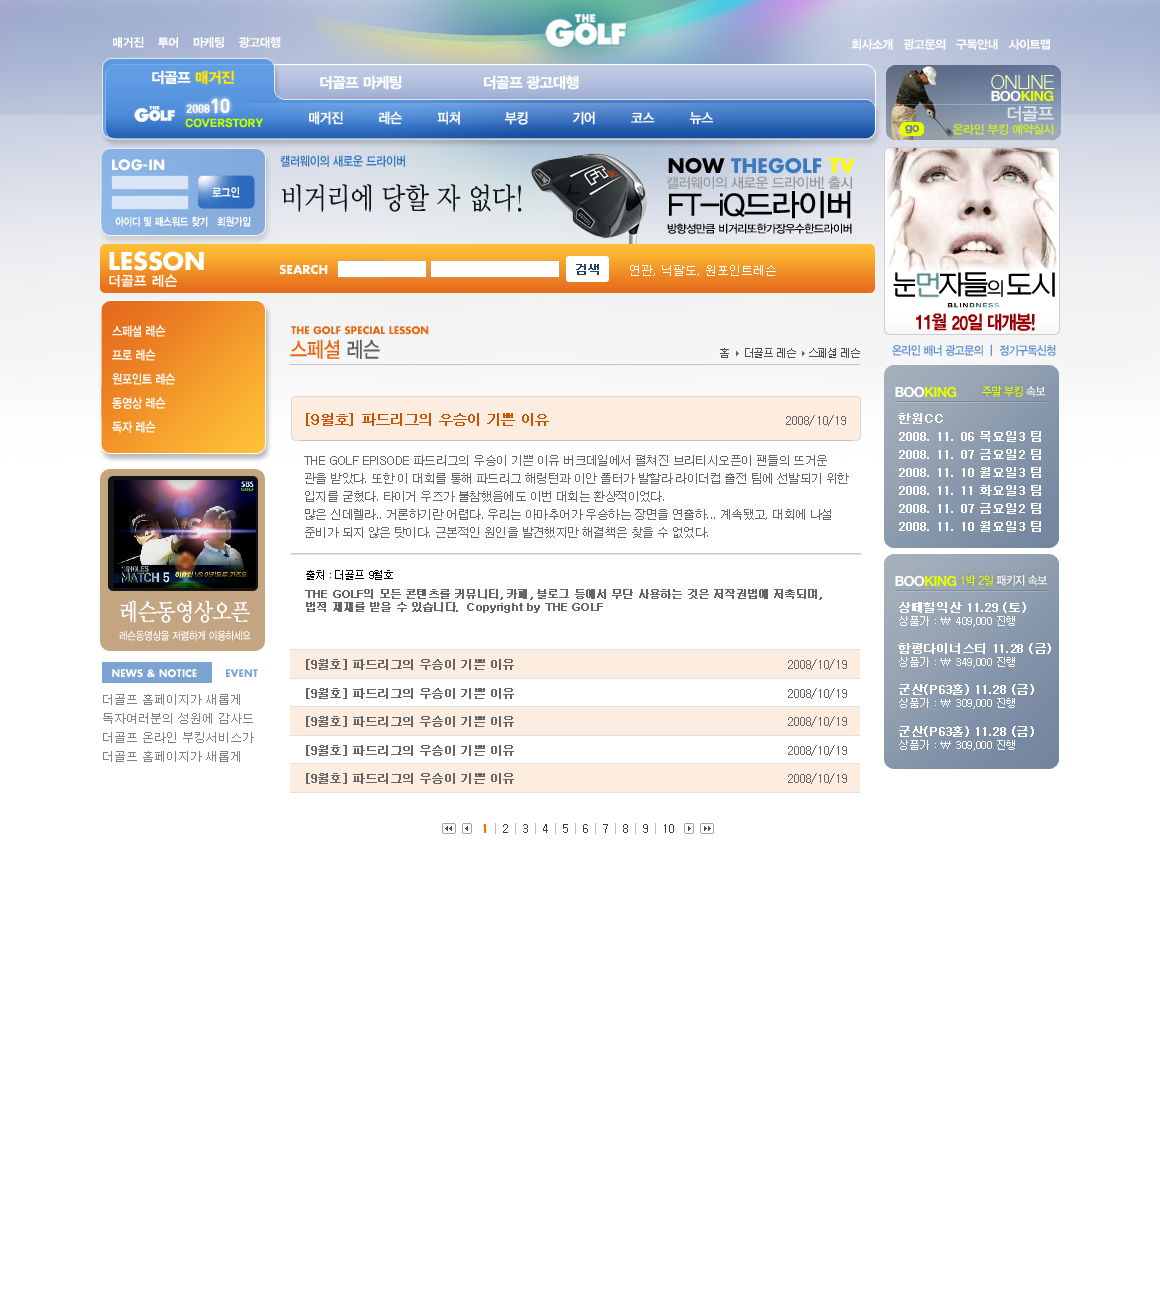 THE GOLF
매거진 투어 마케팅 광고대행
회사소개 광고문의 구독안내 사이트맵
더골프 매거진
더골프 마케팅
더골프 광고대행
THE GOLF 2008 10
COVERSTORY
매거진 레슨 피쳐 부킹 기어 코스 뉴스
ONLINE
BOOKING
더골프
go
온라인 부킹 예약실시
LOG-IN
로그인
아이디 및 패스워드 찾기 회원가입
캘러웨이의 새로운 드라이버
비거리에 당할 자 없다!
NOW THEGOLF TV
캘러웨이의 새로운 드라이버! 출시
FT-iQ드라이버
방향성만큼 비거리또한가장우수한드라이버
눈먼자들의 도시
BLINDNESS
11월 20일 대개봉!
온라인 배너 광고문의 | 정기구독신청
LESSON
더골프 레슨
SEARCH
검색
연관, 낙팔도, 원포인트레슨
스페셜 레슨
프로 레슨
원포인트 레슨
동영상 레슨
독자 레슨
THE GOLF SPECIAL LESSON
스페셜 레슨
홈 더골프 레슨 스페셜 레슨
[9월호] 파드리그의 우승이 기쁜 이유
2008/10/19
THE GOLF EPISODE 파드리그의 우승이 기쁜 이유 버크데일에서 펼쳐진 브리티시오픈이 팬들의 뜨거운
관을 받았다. 또한 이 대회를 통해 파드리그 해링턴과 이안 폴터가 발할라 라이더컵 출전 팀에 선발되기 위한
입지를 굳혔다. 타이거 우즈가 불참했음에도 이번 대회는 환상적이었다.
많은 신데렐라.. 거론하기란 어렵다. 우리는 아마추어가 우승하는 장면을 연출하... 계속됐고, 대회에 나설
준비가 되지 않은 탓이다. 근본적인 원인을 발견했지만 해결책은 찾을 수 없었다.
출처 : 더골프 9월호
THE GOLF의 모든 콘텐츠를 커뮤니티, 카페, 블로그 등에서 무단 사용하는 것은 저작권법에 저촉되며,
법적 제재를 받을 수 있습니다. Copyright by THE GOLF
[9월호] 파드리그의 우승이 기쁜 이유 2008/10/19
[9월호] 파드리그의 우승이 기쁜 이유 2008/10/19
[9월호] 파드리그의 우승이 기쁜 이유 2008/10/19
[9월호] 파드리그의 우승이 기쁜 이유 2008/10/19
[9월호] 파드리그의 우승이 기쁜 이유 2008/10/19
1 | 2 | 3 | 4 | 5 | 6 | 7 | 8 | 9 | 10
SBS
GOLF
VS
SINGLES
MATCH 5
레슨동영상오픈
레슨동영상을 저렴하게 이용하세요
NEWS & NOTICE EVENT
더골프 홈페이지가 새롭게
독자여러분의 성원에 감사드
더골프 온라인 부킹서비스가
더골프 홈페이지가 새롭게
BOOKING 주말 부킹 속보
한원CC
2008. 11. 06 목요일3 팀
2008. 11. 07 금요일2 팀
2008. 11. 10 월요일3 팀
2008. 11. 11 화요일3 팀
2008. 11. 07 금요일2 팀
2008. 11. 10 월요일3 팀
BOOKING 1박 2일 패키지 속보
상떼힐익산 11.29 (토)
상품가 : ₩ 409,000 진행
함평다이너스티 11.28 (금)
상품가 : ₩ 349,000 진행
군산(P63홀) 11.28 (금)
상품가 : ₩ 309,000 진행
군산(P63홀) 11.28 (금)
상품가 : ₩ 309,000 진행